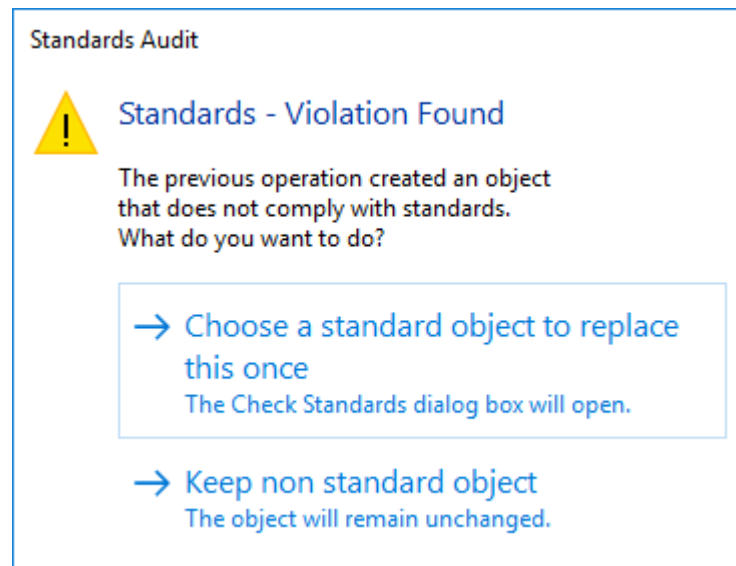 Standards Audit
Standards - Violation Found
The previous operation created an object
that does not comply with standards.
What do you want to do?
→ Choose a standard object to replace
this once
The Check Standards dialog box will open.
→ Keep non standard object
The object will remain unchanged.